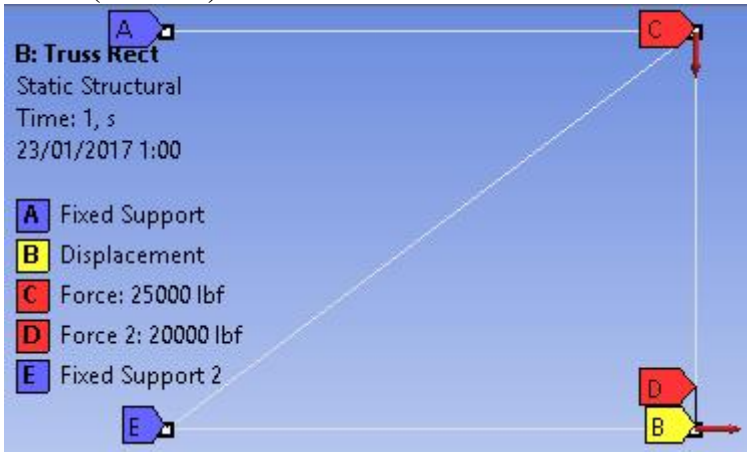 A
C
B: Truss Rect
Static Structural
Time: 1, s
23/01/2017 1:00
A Fixed Support
B Displacement
C Force: 25000 lbf
D Force 2: 20000 lbf
E Fixed Support 2
D
E
B